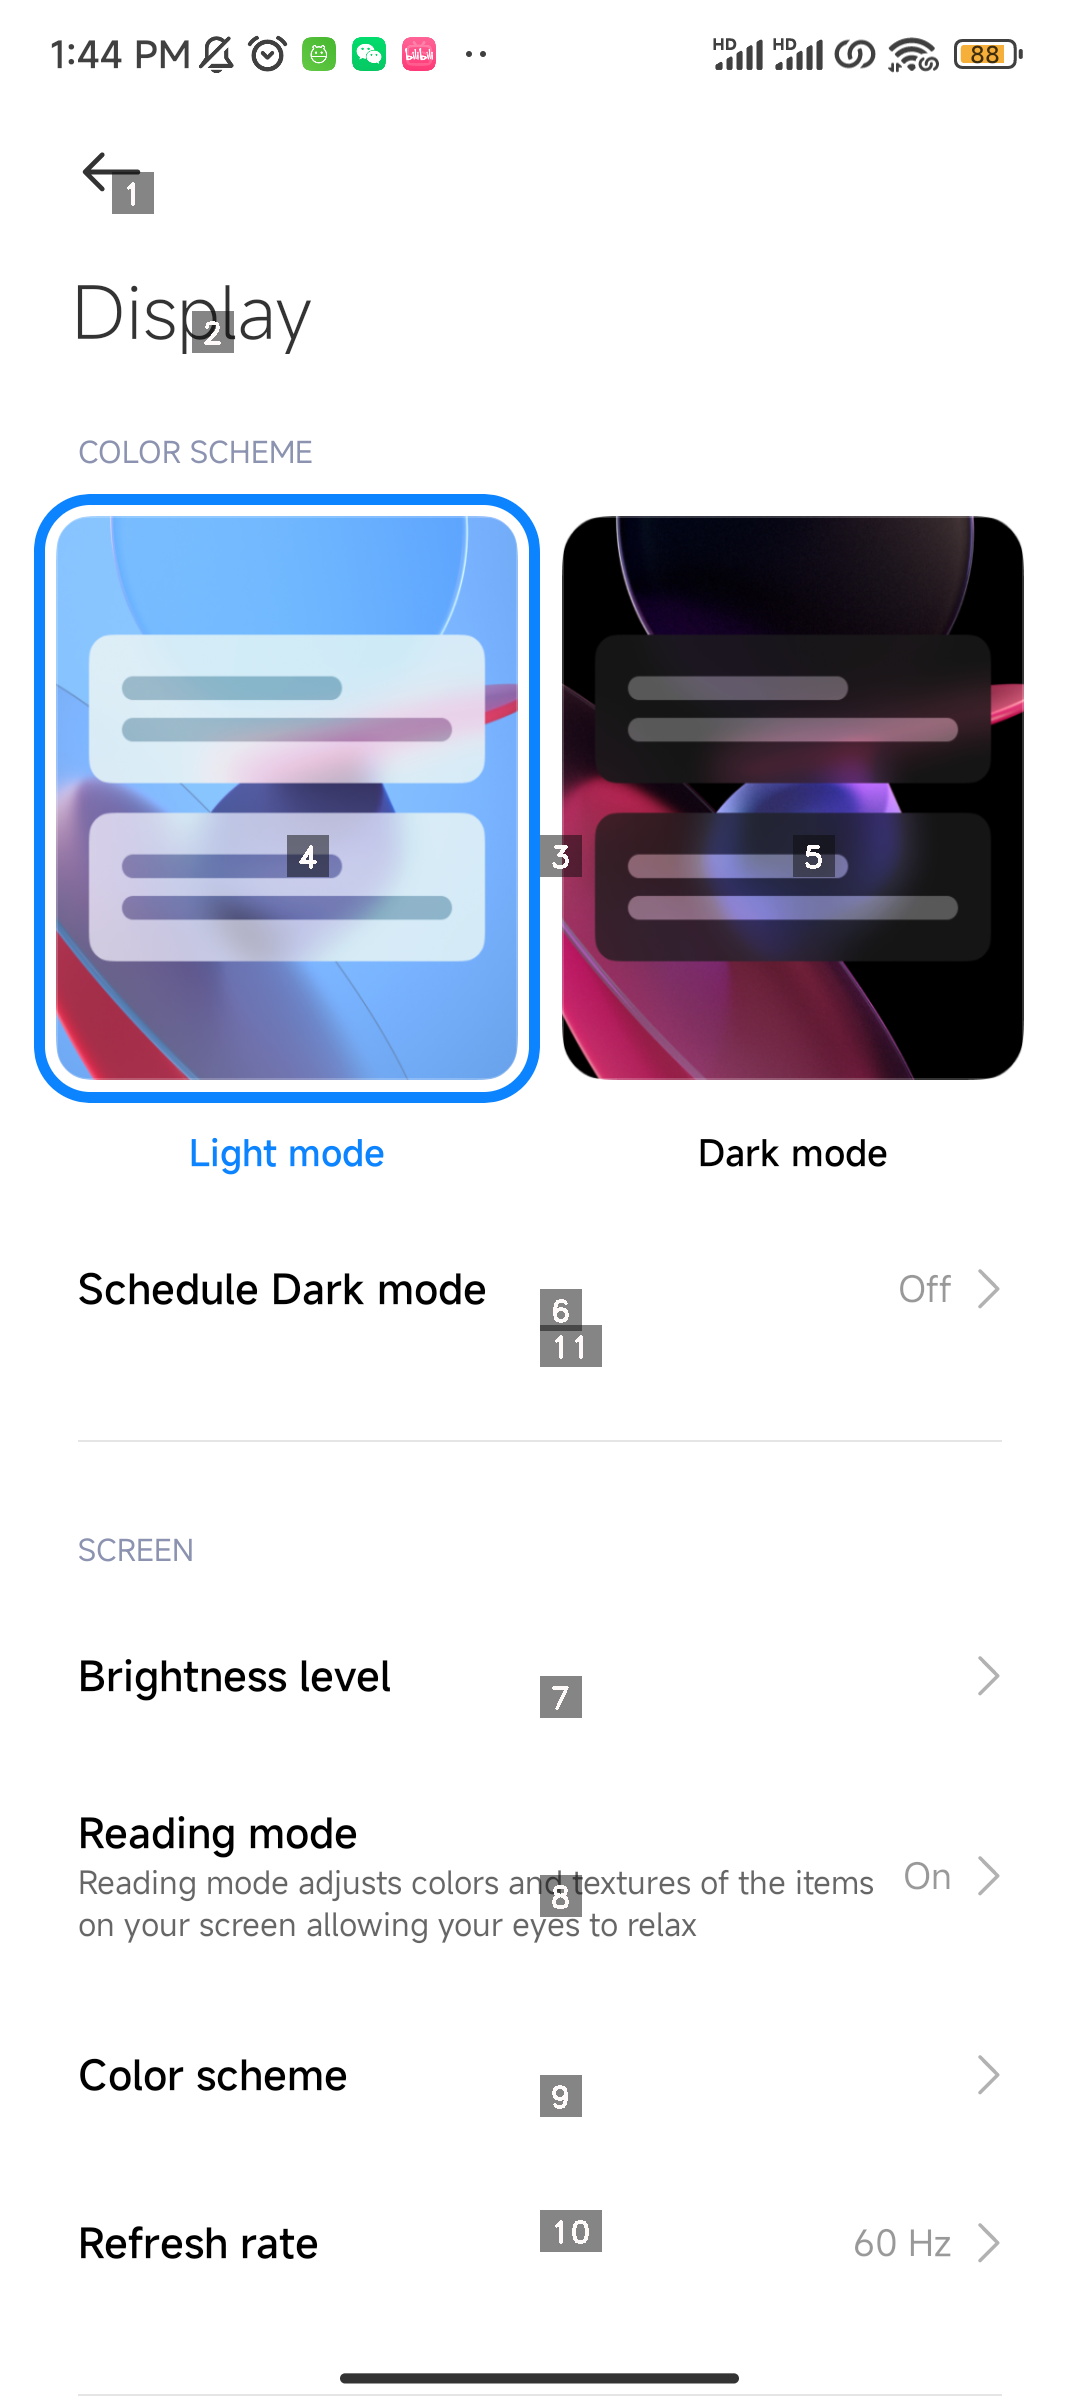 1:44 PM
bilibili
HD HD
88
1
Display
2
COLOR SCHEME
4
3
5
Light mode
Dark mode
Schedule Dark mode
Off
6
11
SCREEN
Brightness level
7
Reading mode
Reading mode adjusts colors and textures of the items
On
8
on your screen allowing your eyes to relax
Color scheme
9
Refresh rate
10
60 Hz